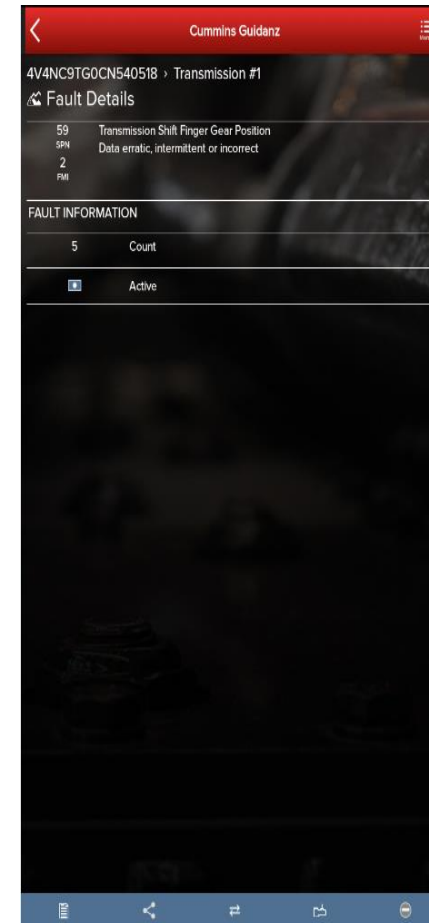 Cummins Guidanz
4V4NC9TG0CN540518 › Transmission #1
Fault Details
59
SPN
Transmission Shift Finger Gear Position
Data erratic, intermittent or incorrect
2
FMI
FAULT INFORMATION
5 Count
Active